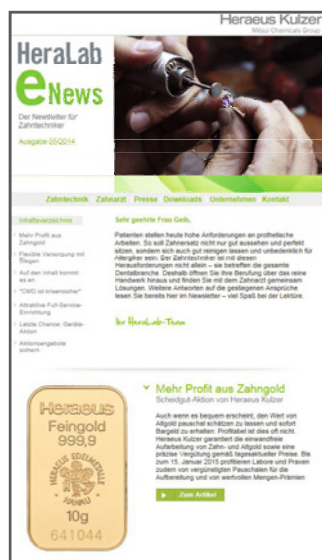 Heraeus Kulzer
Mitsui Chemicals Group
HeraLab
eNews
Der Newsletter für
Zahntechniker
Ausgabe 05/2014
Zahntechnik Zahnarzt Presse Downloads Unternehmen Kontakt
Inhaltsverzeichnis
Mehr Profit aus
Zahngold
Flexible Versorgung mit
Stegen
Auf den Inhalt kommt
es an
"CMD ist krisensicher"
Attraktive Full-Service-
Einrichtung
Letzte Chance: Geräte-
Aktion
Aktionsangebote
sichern
Sehr geehrte Frau Geib,
Patienten stellen heute hohe Anforderungen an prothetische
Arbeiten. So soll Zahnersatz nicht nur gut aussehen und perfekt
sitzen, sondern sich auch gut reinigen lassen und unbedenklich für
Allergiker sein. Der Zahntechniker ist mit diesen
Herausforderungen nicht allein – sie betreffen die gesamte
Dentalbranche. Deshalb öffnen Sie Ihre Berufung über das reine
Handwerk hinaus und finden Sie mit dem Zahnarzt gemeinsam
Lösungen. Weitere Antworten auf die gestiegenen Ansprüche
lesen Sie bereits hier im Newsletter – viel Spaß bei der Lektüre.
Ihr HeraLab-Team
Heraeus
Feingold
999,9
HERAEUS EDELMETALLE
HANAU
10g
641044
Mehr Profit aus Zahngold
Scheidgut-Aktion von Heraeus Kulzer
Auch wenn es bequem erscheint, den Wert von
Altgold pauschal schätzen zu lassen und sofort
Bargeld zu erhalten. Profitabel ist dies oft nicht.
Heraeus Kulzer garantiert die einwandfreie
Aufarbeitung von Zahn- und Altgold sowie eine
präzise Vergütung gemäß tagesaktueller Preise. Bis
zum 15. Januar 2015 profitieren Labore und Praxen
zudem von vergünstigten Pauschalen für die
Aufbereitung und von wertvollen Mengen-Prämien
Zum Artikel